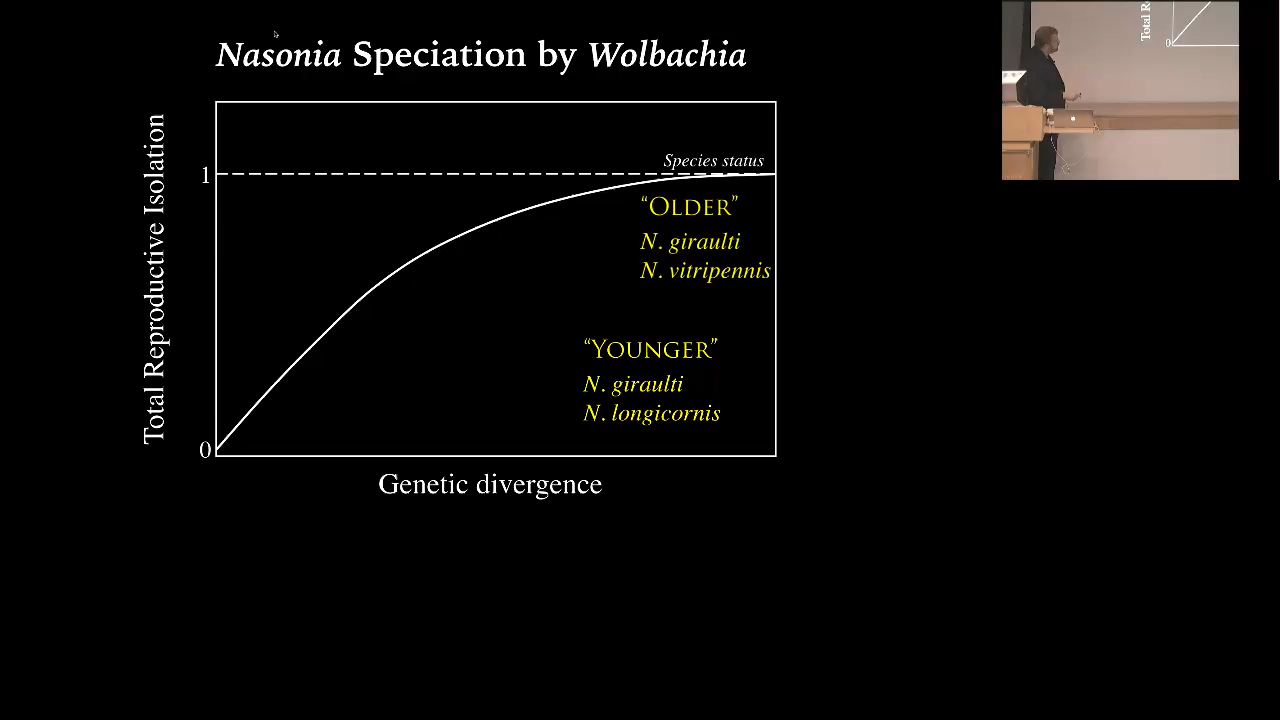 Nasonia Speciation by Wolbachia
Total Reproductive Isolation
1
Species status
“OLDER”
N. giraulti
N. vitripennis
“YOUNGER”
N. giraulti
N. longicornis
0
Genetic divergence
Total R
0